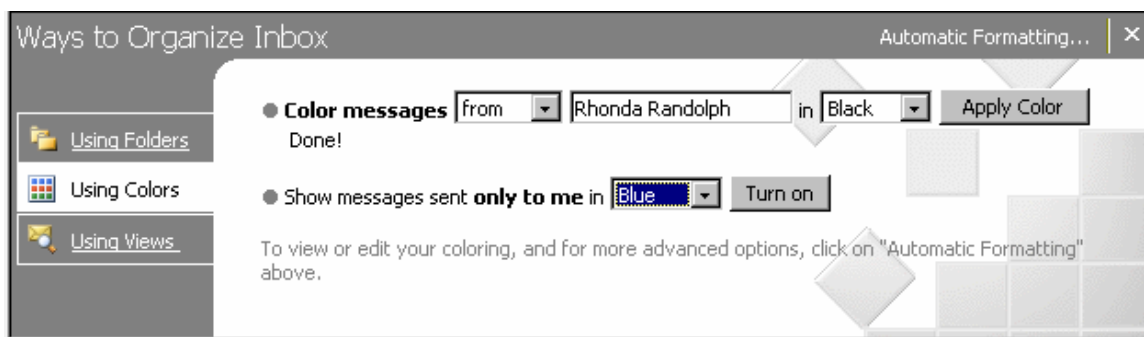 Ways to Organize Inbox Automatic Formatting... ×
Color messages from Rhonda Randolph in Black Apply Color
Done!
Using Folders
Using Colors
Show messages sent only to me in Blue Turn on
Using Views
To view or edit your coloring, and for more advanced options, click on "Automatic Formatting"
above.